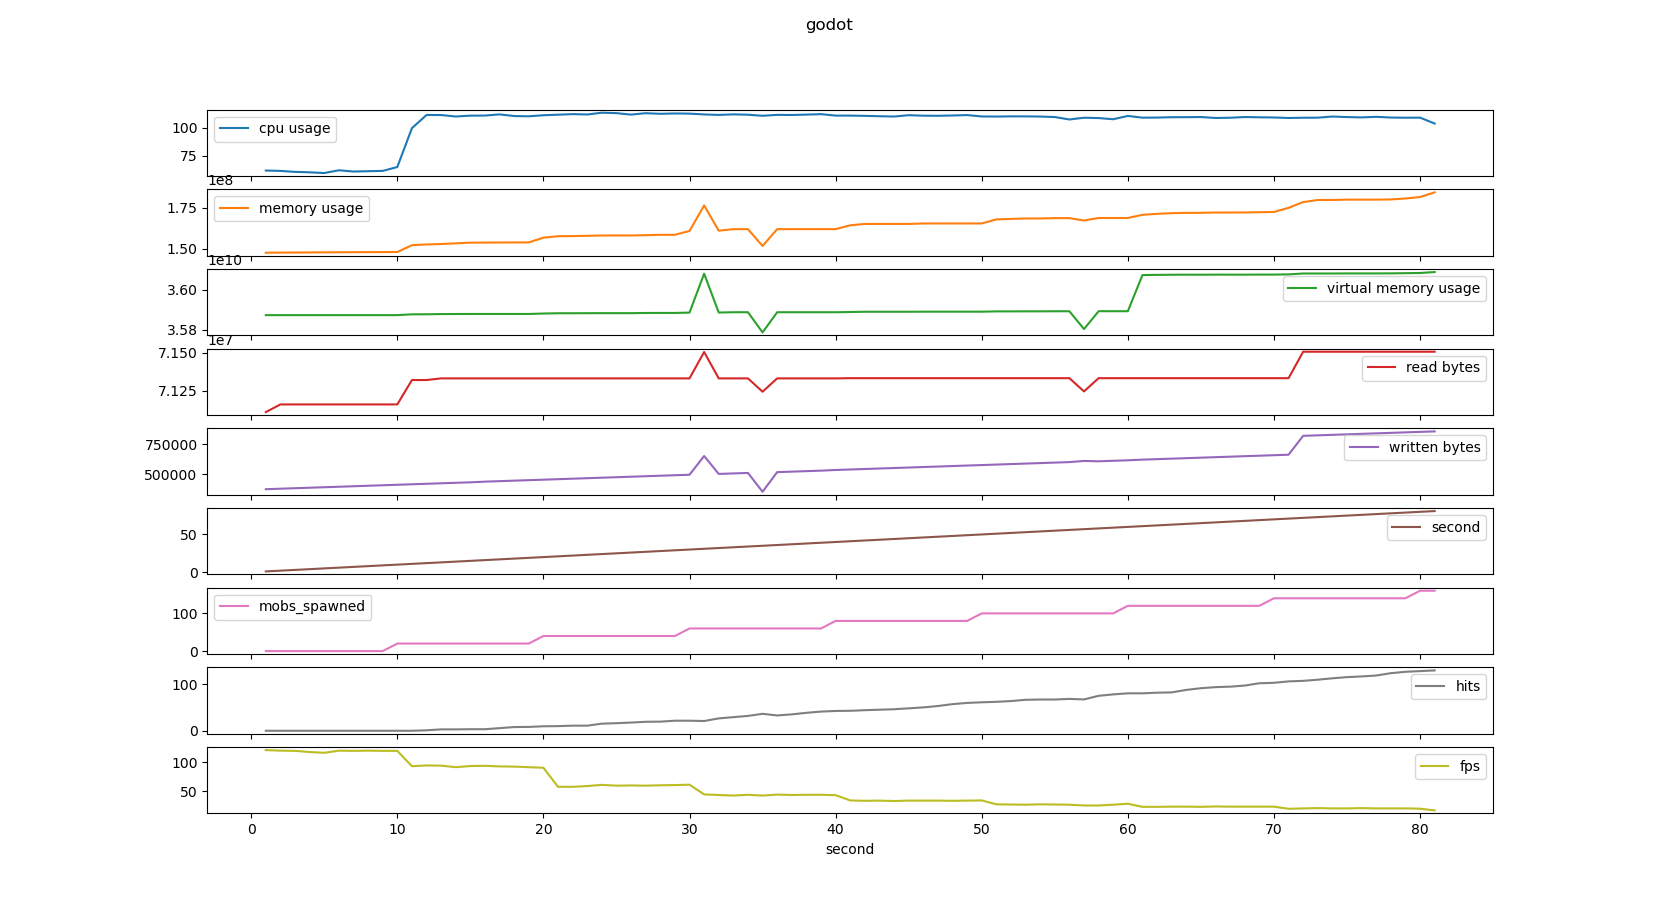 godot
cpu usage
100
75
1e8
memory usage
1.75
1.50
1e10
virtual memory usage
3.60
3.58
1e7
read bytes
7.150
7.125
written bytes
750000
500000
second
50
0
mobs_spawned
100
0
hits
100
0
fps
100
50
0 10 20 30 40 50 60 70 80
second